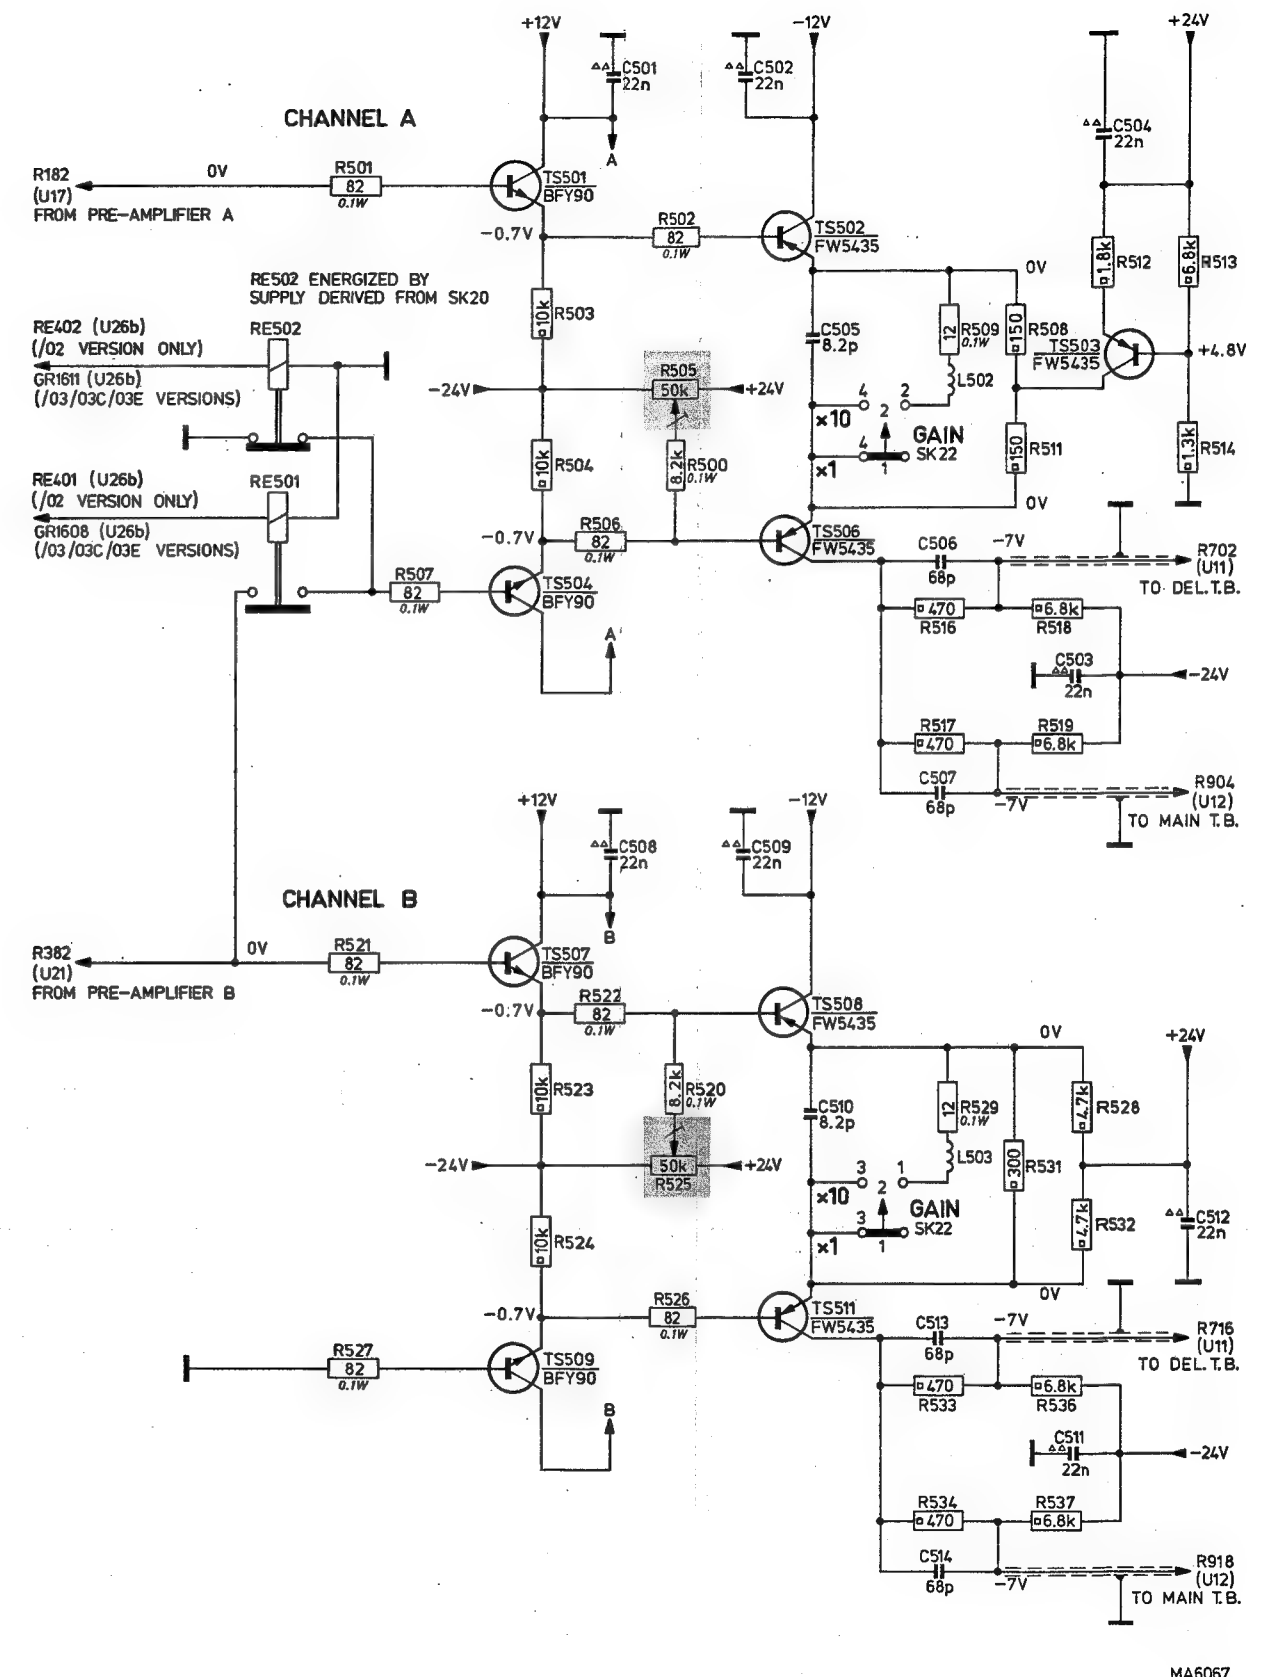 +12V
-12V
+24V
C501
22n
C502
22n
C504
22n
CHANNEL A
A
R182
(U17)
FROM PRE-AMPLIFIER A
0V
R501
82
0.1W
TS501
BFY90
-0.7V
R502
82
0.1W
TS502
FW5435
0V
1.8k
R512
6.8k
R513
RE502 ENERGIZED BY
SUPPLY DERIVED FROM SK20
RE402 (U26b)
(/02 VERSION ONLY)
GR1611 (U26b)
(/03/03C/03E VERSIONS)
RE502
10k
R503
C505
8.2p
12
R509
0.1W
150
R508
TS503
FW5435
+4.8V
L502
-24V
R505
50k
+24V
4
2
2
x10
GAIN
SK22
4
1
x1
150
R511
1.3k
R514
10k
R504
8.2k
R500
0.1W
RE401 (U26b)
(/02 VERSION ONLY)
GR1608 (U26b)
(/03/03C/03E VERSIONS)
RE501
0V
-0.7V
R506
82
0.1W
TS506
FW5435
C506
68p
-7V
R702
(U11)
TO DEL.T.B.
R507
82
0.1W
TS504
BFY90
A
470
R516
6.8k
R518
C503
22n
-24V
R517
470
R519
6.8k
C507
68p
-7V
R904
(U12)
TO MAIN T.B.
+12V
-12V
C508
22n
C509
22n
CHANNEL B
B
R382
(U21)
FROM PRE-AMPLIFIER B
0V
R521
82
0.1W
TS507
BFY90
-0.7V
R522
82
0.1W
TS508
FW5435
0V
+24V
10k
R523
8.2k
R520
0.1W
C510
8.2p
12
R529
0.1W
4.7k
R528
L503
300
R531
-24V
50k
R525
+24V
3
1
2
x10
GAIN
SK22
3
1
x1
4.7k
R532
C512
22n
10k
R524
0V
-0.7V
R526
82
0.1W
TS511
FW5435
C513
68p
-7V
R716
(U11)
TO DEL.T.B.
R527
82
0.1W
TS509
BFY90
B
470
R533
6.8k
R536
C511
22n
-24V
R534
470
R537
6.8k
C514
68p
-7V
R918
(U12)
TO MAIN T.B.
MA6067